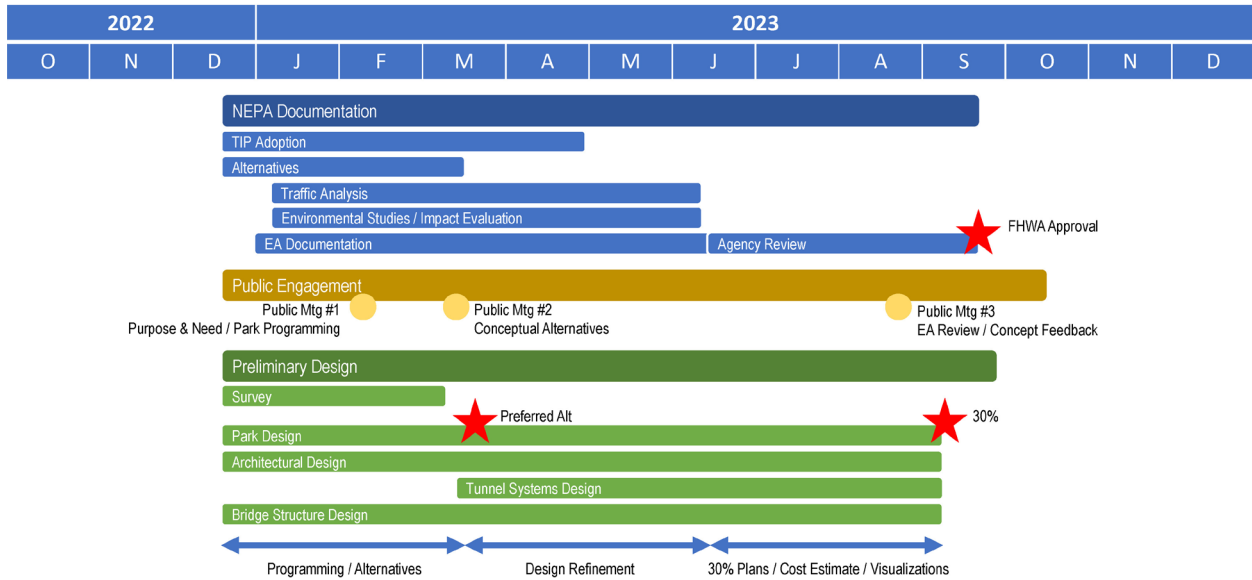 2022 2023
O N D J F M A M J J A S O N D
NEPA Documentation
TIP Adoption
Alternatives
Traffic Analysis
Environmental Studies / Impact Evaluation
FHWA Approval
EA Documentation Agency Review
Public Engagement
Public Mtg #1 Public Mtg #2 Public Mtg #3
Purpose & Need / Park Programming Conceptual Alternatives EA Review / Concept Feedback
Preliminary Design
Survey
Preferred Alt 30%
Park Design
Architectural Design
Tunnel Systems Design
Bridge Structure Design
Programming / Alternatives Design Refinement 30% Plans / Cost Estimate / Visualizations